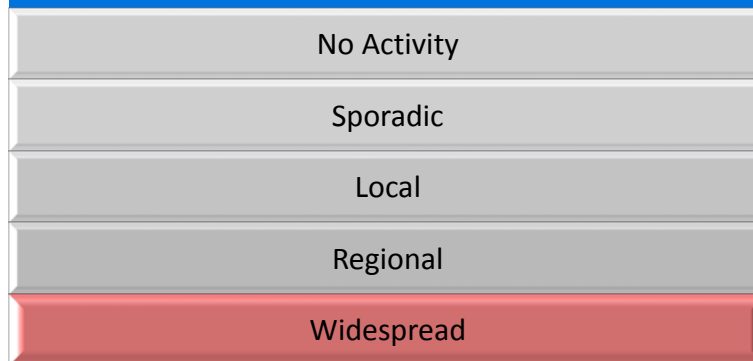 No Activity
Sporadic
Local
Regional
Widespread